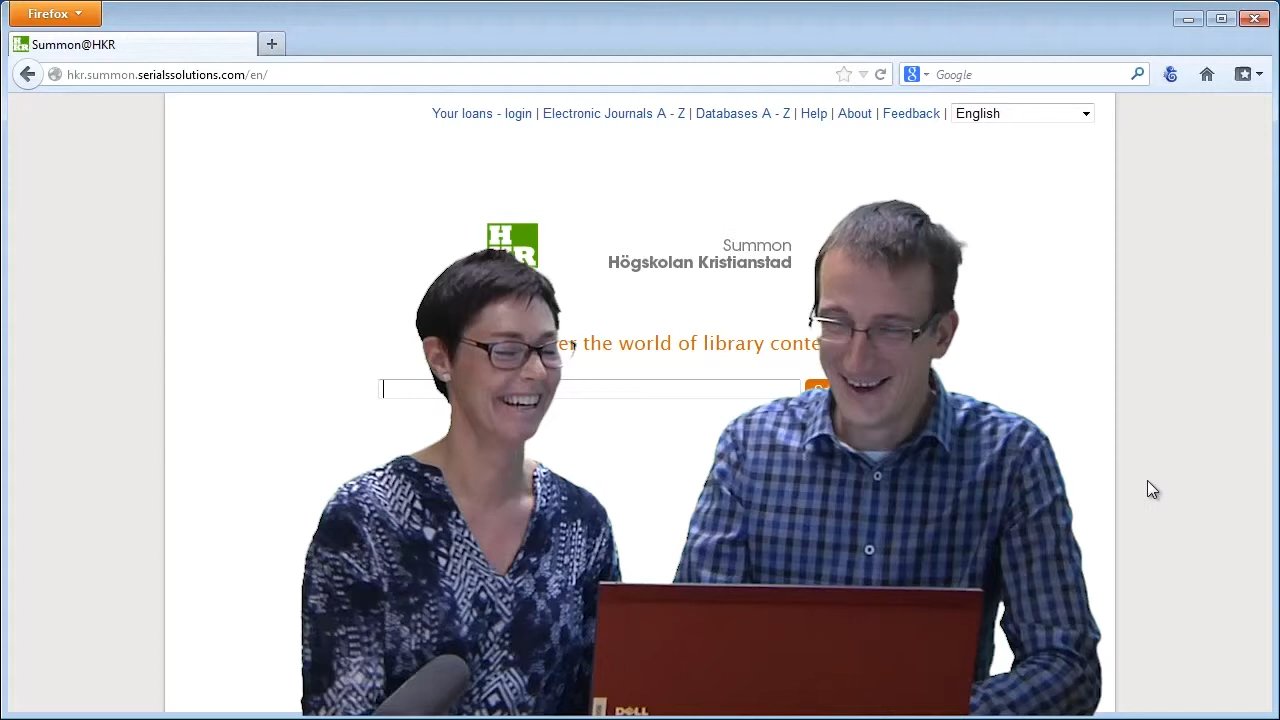 Firefox
Summon@HKR
hkr.summon.serialssolutions.com/en/
Google
Your loans - login | Electronic Journals A - Z | Databases A - Z | Help | About | Feedback |
English
H
Summon
Högskolan Kristianstad
the world of library
DELL